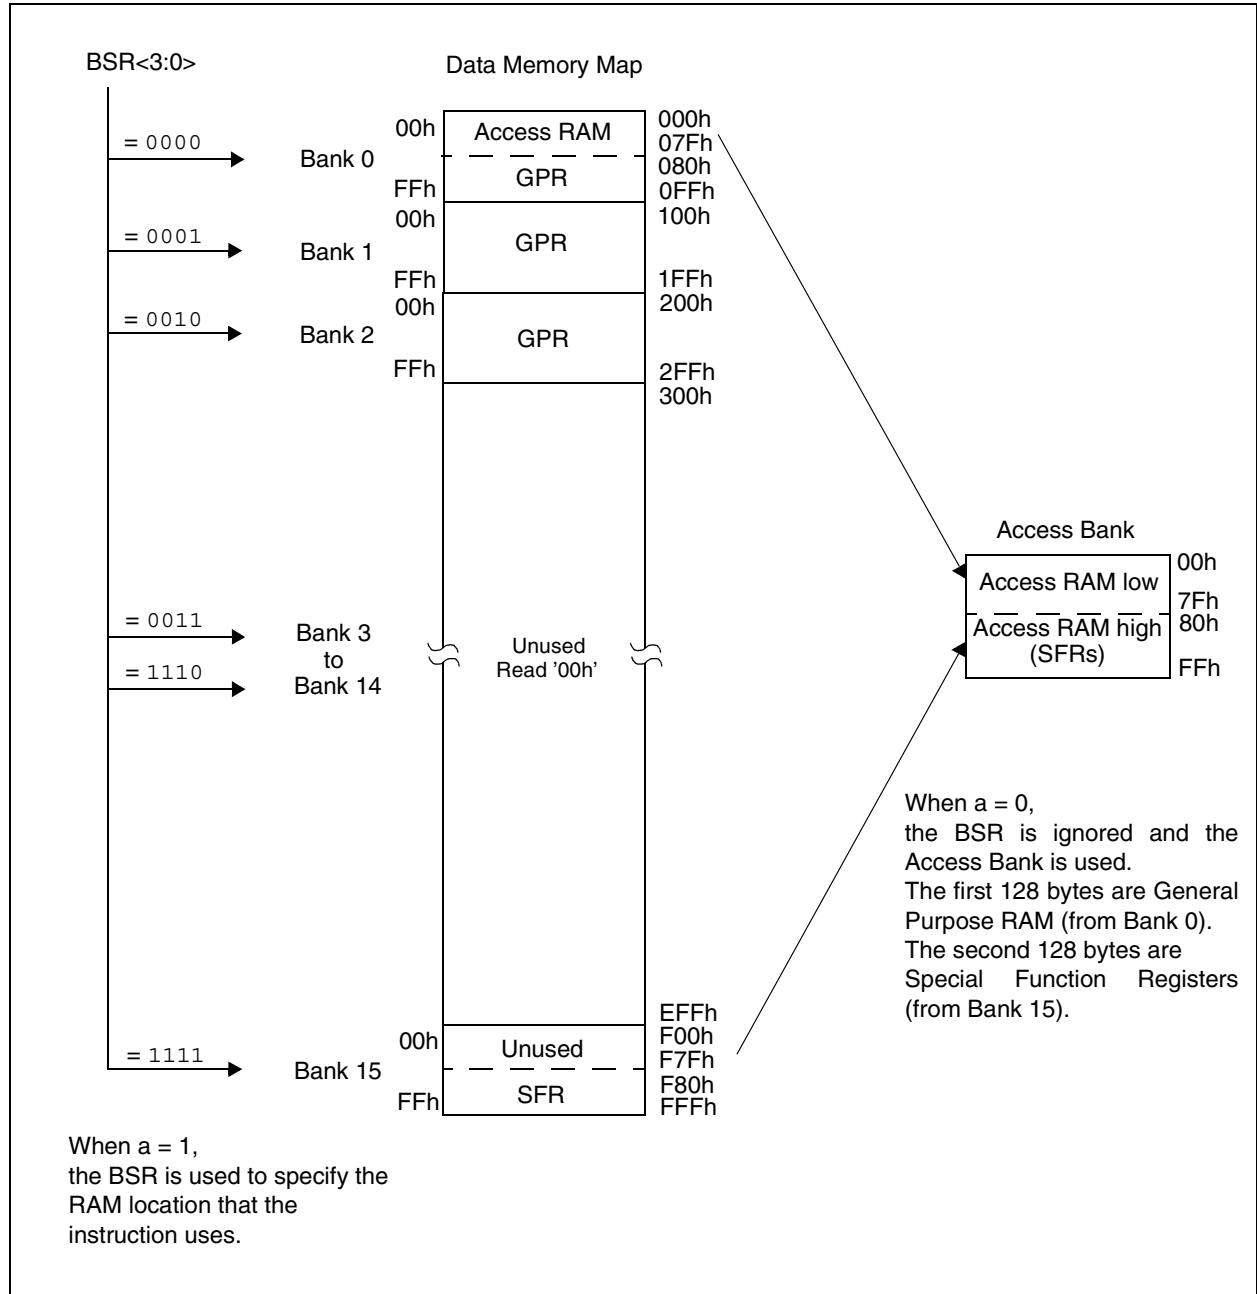 BSR<3:0>
Data Memory Map
= 0000
Bank 0
00h
Access RAM
000h
07Fh
GPR
080h
FFh
0FFh
= 0001
Bank 1
00h
GPR
100h
FFh
1FFh
= 0010
Bank 2
00h
GPR
200h
FFh
2FFh
300h
Access Bank
Access RAM low
00h
7Fh
Access RAM high
(SFRs)
80h
FFh
= 0011
= 1110
Bank 3
to
Bank 14
Unused
Read '00h'
When a = 0,
the BSR is ignored and the
Access Bank is used.
The first 128 bytes are General
Purpose RAM (from Bank 0).
The second 128 bytes are
Special Function Registers
(from Bank 15).
EFFh
= 1111
Bank 15
00h
Unused
F00h
F7Fh
FFh
SFR
F80h
FFFh
When a = 1,
the BSR is used to specify the
RAM location that the
instruction uses.